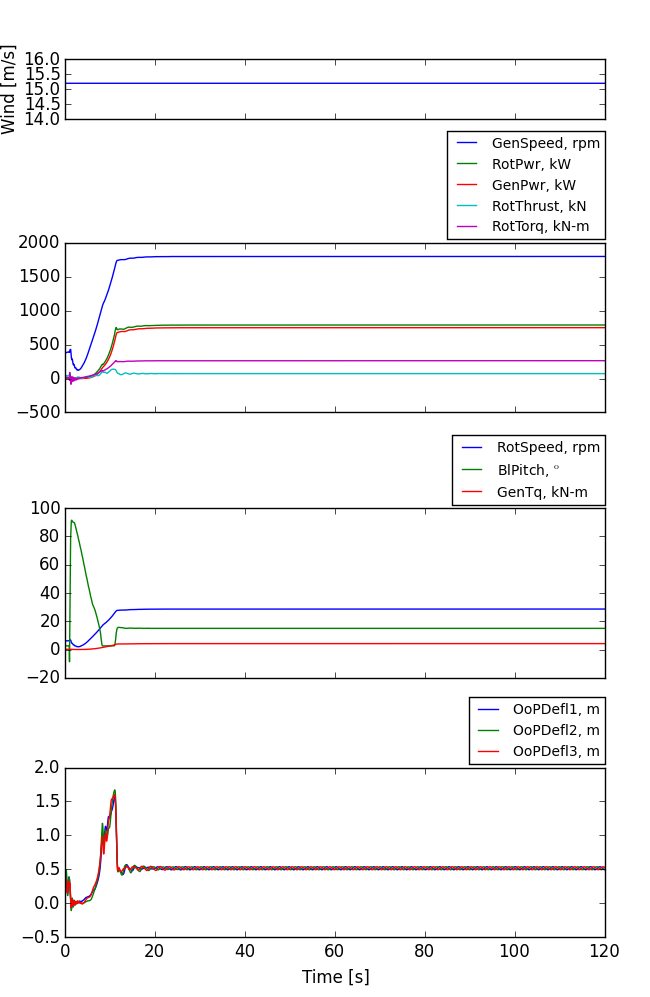 Wind [m/s]
16.0
15.5
15.0
14.5
14.0
GenSpeed, rpm
RotPwr, kW
GenPwr, kW
RotThrust, kN
RotTorq, kN-m
2000
1500
1000
500
0
−500
RotSpeed, rpm
BlPitch, °
GenTq, kN-m
100
80
60
40
20
0
−20
OoPDefl1, m
OoPDefl2, m
OoPDefl3, m
2.0
1.5
1.0
0.5
0.0
−0.5
0 20 40 60 80 100 120
Time [s]